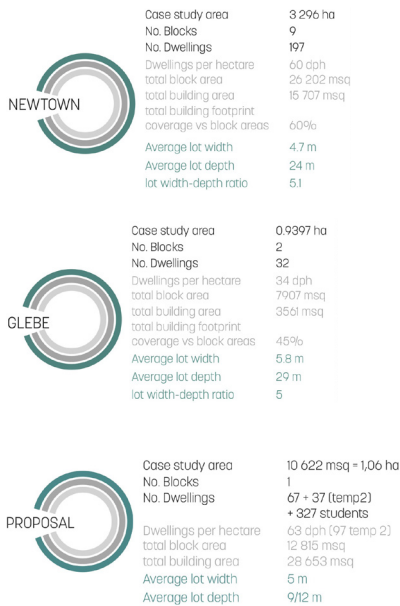 NEWTOWN
Case study area 3 296 ha
No. Blocks 9
No. Dwellings 197
Dwellings per hectare 60 dph
total block area 26 202 msq
total building area 15 707 msq
total building footprint
coverage vs block areas 60%
Average lot width 4.7 m
Average lot depth 24 m
lot width-depth ratio 5.1
GLEBE
Case study area 0.9397 ha
No. Blocks 2
No. Dwellings 32
Dwellings per hectare 34 dph
total block area 7907 msq
total building area 3561 msq
total building footprint
coverage vs block areas 45%
Average lot width 5.8 m
Average lot depth 29 m
lot width-depth ratio 5
PROPOSAL
Case study area 10 622 msq = 1,06 ha
No. Blocks 1
No. Dwellings 67 + 37 (temp2)
+ 327 students
Dwellings per hectare 63 dph (97 temp 2)
total block area 12 815 msq
total building area 28 653 msq
Average lot width 5 m
Average lot depth 9/12 m